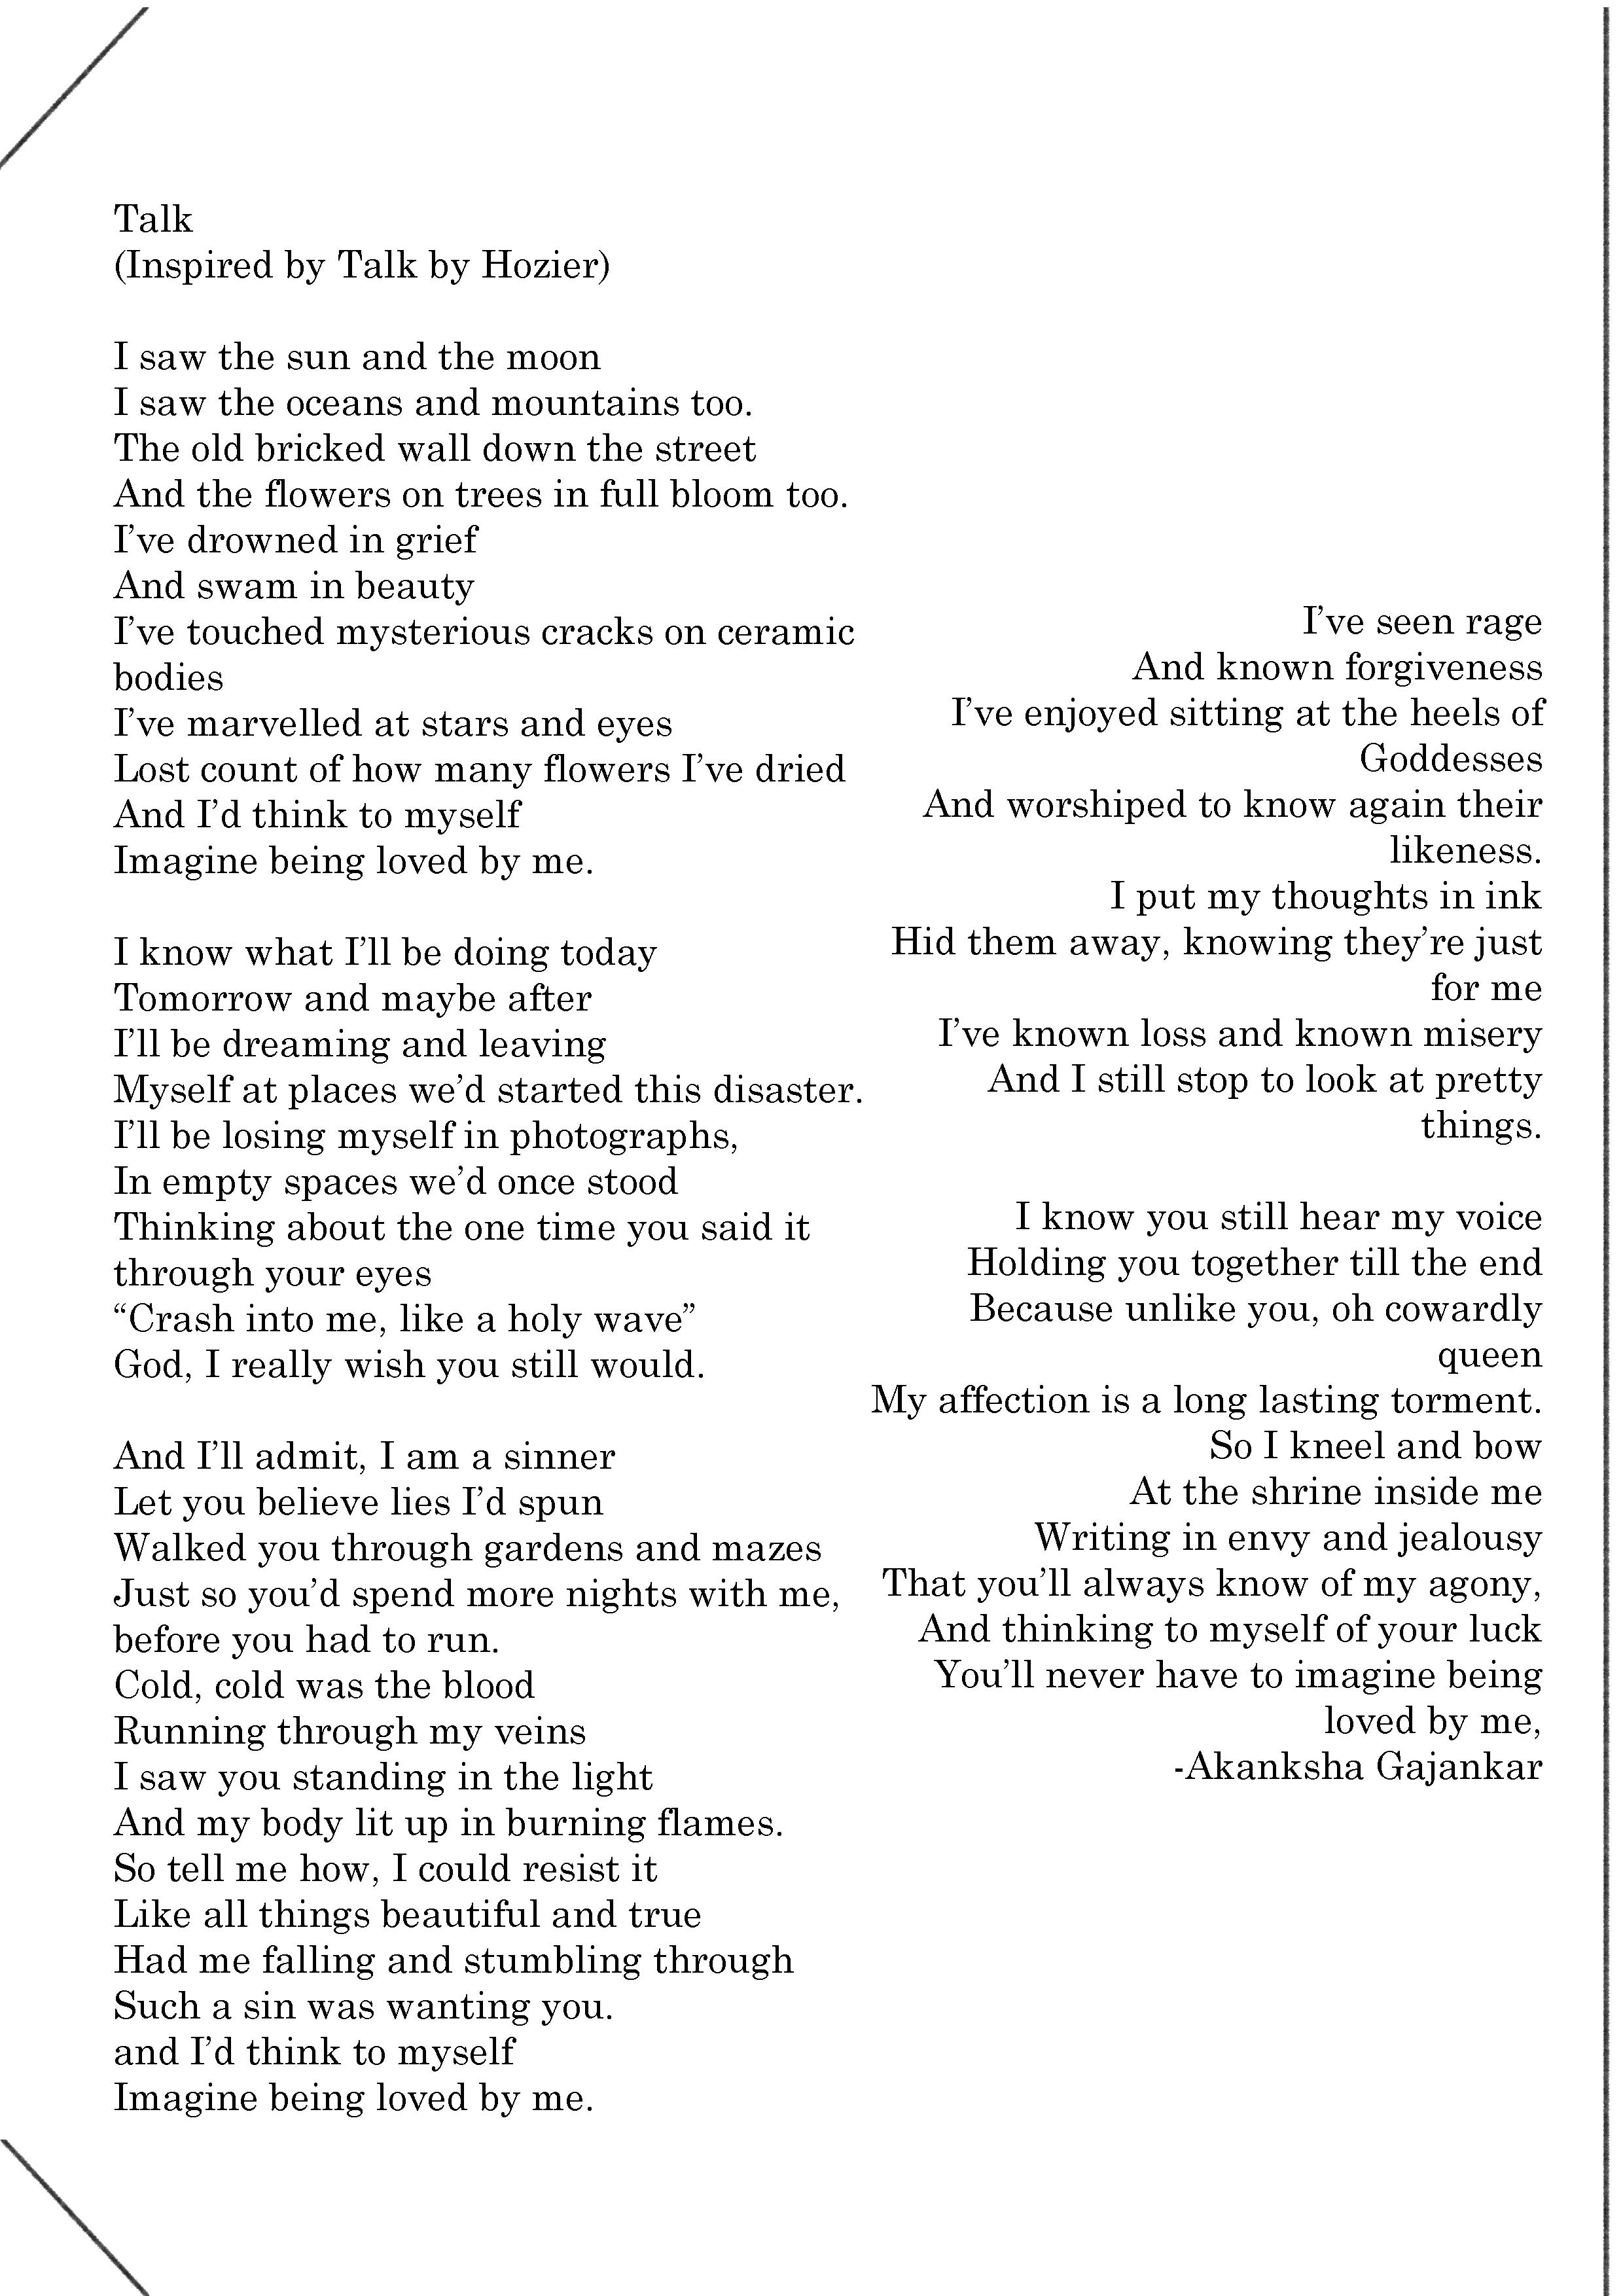 Talk
(Inspired by Talk by Hozier)
I saw the sun and the moon
I saw the oceans and mountains too.
The old bricked wall down the street
And the flowers on trees in full bloom too.
I’ve drowned in grief
And swam in beauty
I’ve touched mysterious cracks on ceramic
bodies
I’ve marvelled at stars and eyes
Lost count of how many flowers I’ve dried
And I’d think to myself
Imagine being loved by me.
I know what I’ll be doing today
Tomorrow and maybe after
I’ll be dreaming and leaving
Myself at places we’d started this disaster.
I’ll be losing myself in photographs,
In empty spaces we’d once stood
Thinking about the one time you said it
through your eyes
“Crash into me, like a holy wave”
God, I really wish you still would.
And I’ll admit, I am a sinner
Let you believe lies I’d spun
Walked you through gardens and mazes
Just so you’d spend more nights with me,
before you had to run.
Cold, cold was the blood
Running through my veins
I saw you standing in the light
And my body lit up in burning flames.
So tell me how, I could resist it
Like all things beautiful and true
Had me falling and stumbling through
Such a sin was wanting you.
and I’d think to myself
Imagine being loved by me.
I’ve seen rage
And known forgiveness
I’ve enjoyed sitting at the heels of
Goddesses
And worshiped to know again their
likeness.
I put my thoughts in ink
Hid them away, knowing they’re just
for me
I’ve known loss and known misery
And I still stop to look at pretty
things.
I know you still hear my voice
Holding you together till the end
Because unlike you, oh cowardly
queen
My affection is a long lasting torment.
So I kneel and bow
At the shrine inside me
Writing in envy and jealousy
That you’ll always know of my agony,
And thinking to myself of your luck
You’ll never have to imagine being
loved by me,
-Akanksha Gajankar